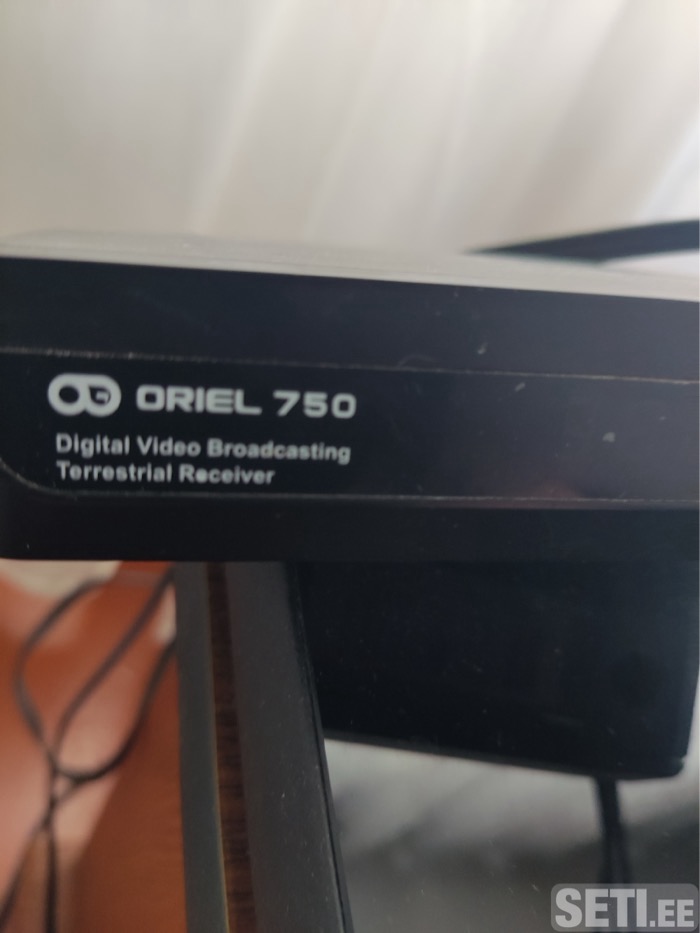 ORIEL 750
Digital Video Broadcasting
Terrestrial Receiver
SETI.EE